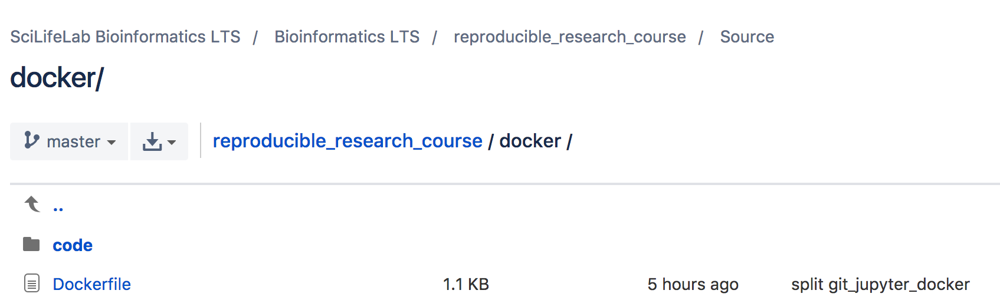 SciLifeLab Bioinformatics LTS / Bioinformatics LTS / reproducible_research_course / Source
docker/
master reproducible_research_course / docker /
..
code
Dockerfile 1.1 KB 5 hours ago split git_jupyter_docker